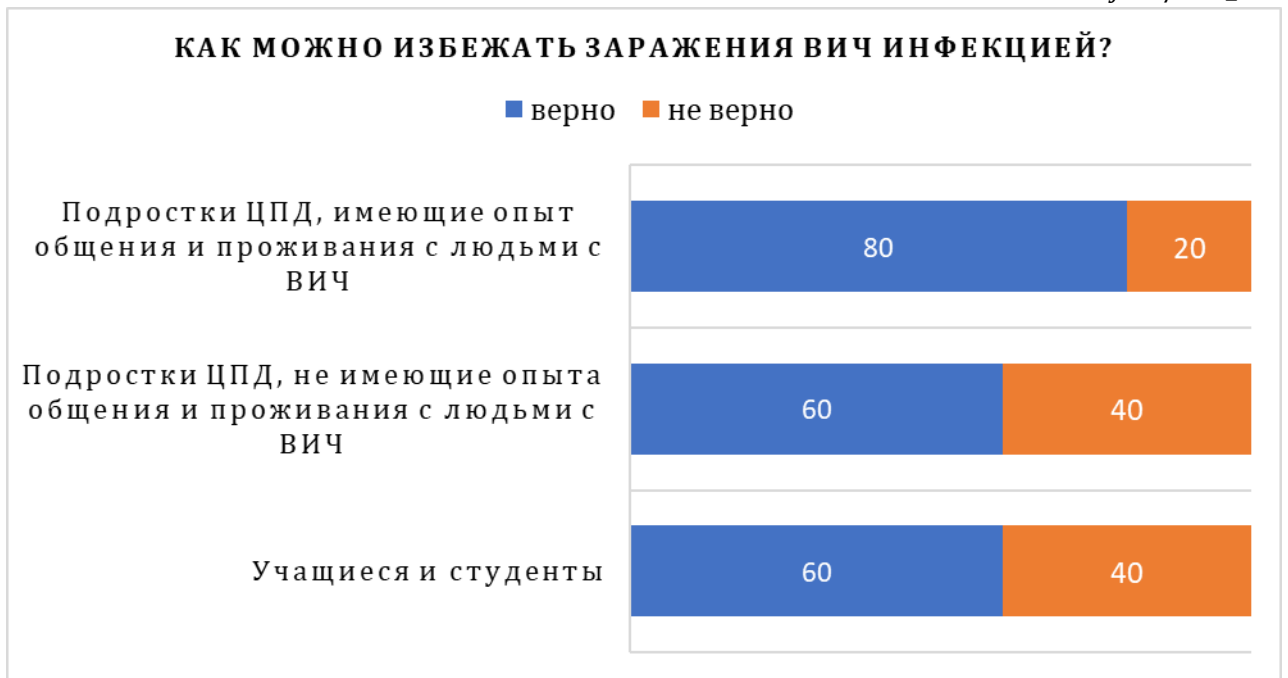 КАК МОЖНО ИЗБЕЖАТЬ ЗАРАЖЕНИЯ ВИЧ ИНФЕКЦИЕЙ?
верно не верно
Подростки ЦПД, имеющие опыт
общения и проживания с людьми с
ВИЧ
80 20
Подростки ЦПД, не имеющие опыта
общения и проживания с людьми с
ВИЧ
60 40
Учащиеся и студенты
60 40